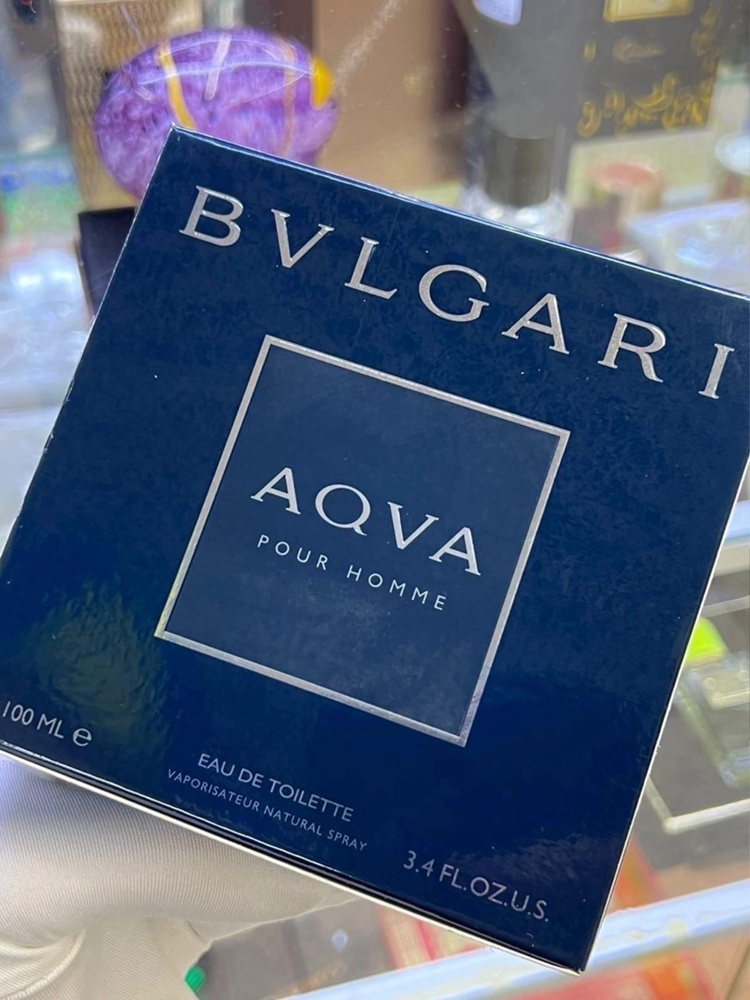 BVLGARI
AQVA
POUR HOMME
100 ML e
EAU DE TOILETTE
VAPORISATEUR NATURAL SPRAY
3.4 FL.OZ.U.S.